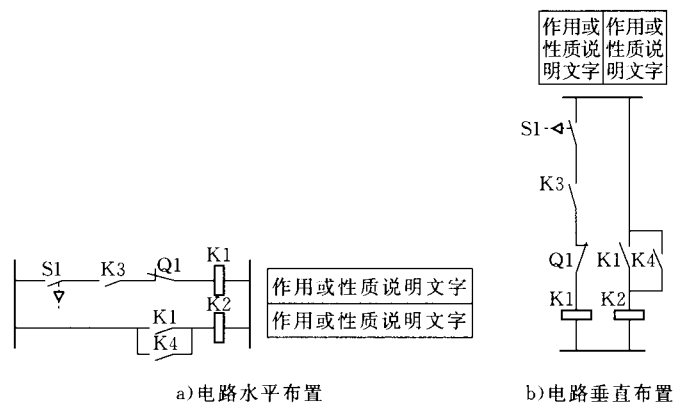 S1
K3
Q1
K1
K2
K1
K4
作用或性质说明文字
作用或性质说明文字
a)电路水平布置
作用或
性质说
明文字
作用或
性质说
明文字
S1
K3
Q1
K1
K4
K1
K2
b)电路垂直布置